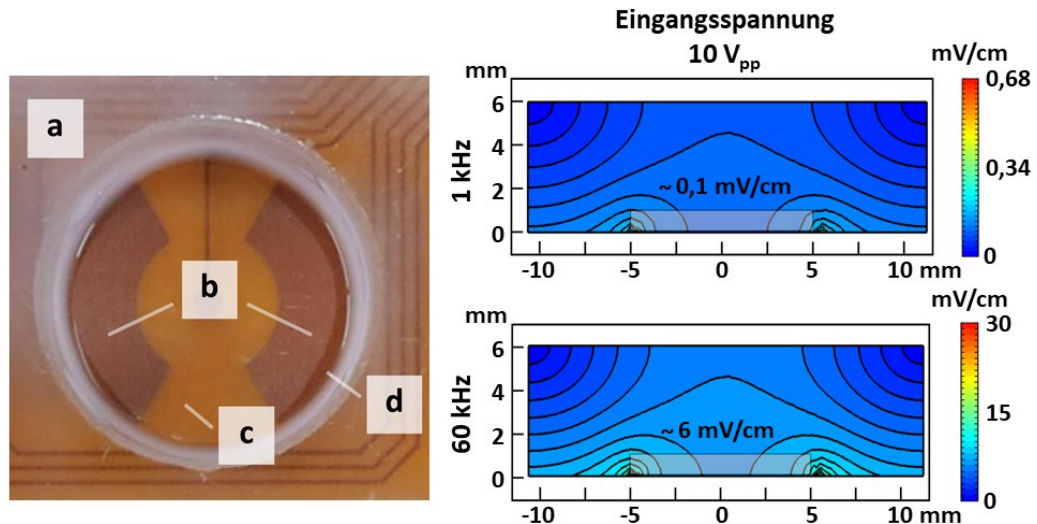 Eingangsspannung
10 Vpp
a
b
c
d
1 kHz
mm
6
4
2
0
~ 0,1 mV/cm
-10
-5
0
5
10 mm
mV/cm
0,68
0,34
0
60 kHz
mm
6
4
2
0
~ 6 mV/cm
-10
-5
0
5
10 mm
mV/cm
30
15
0